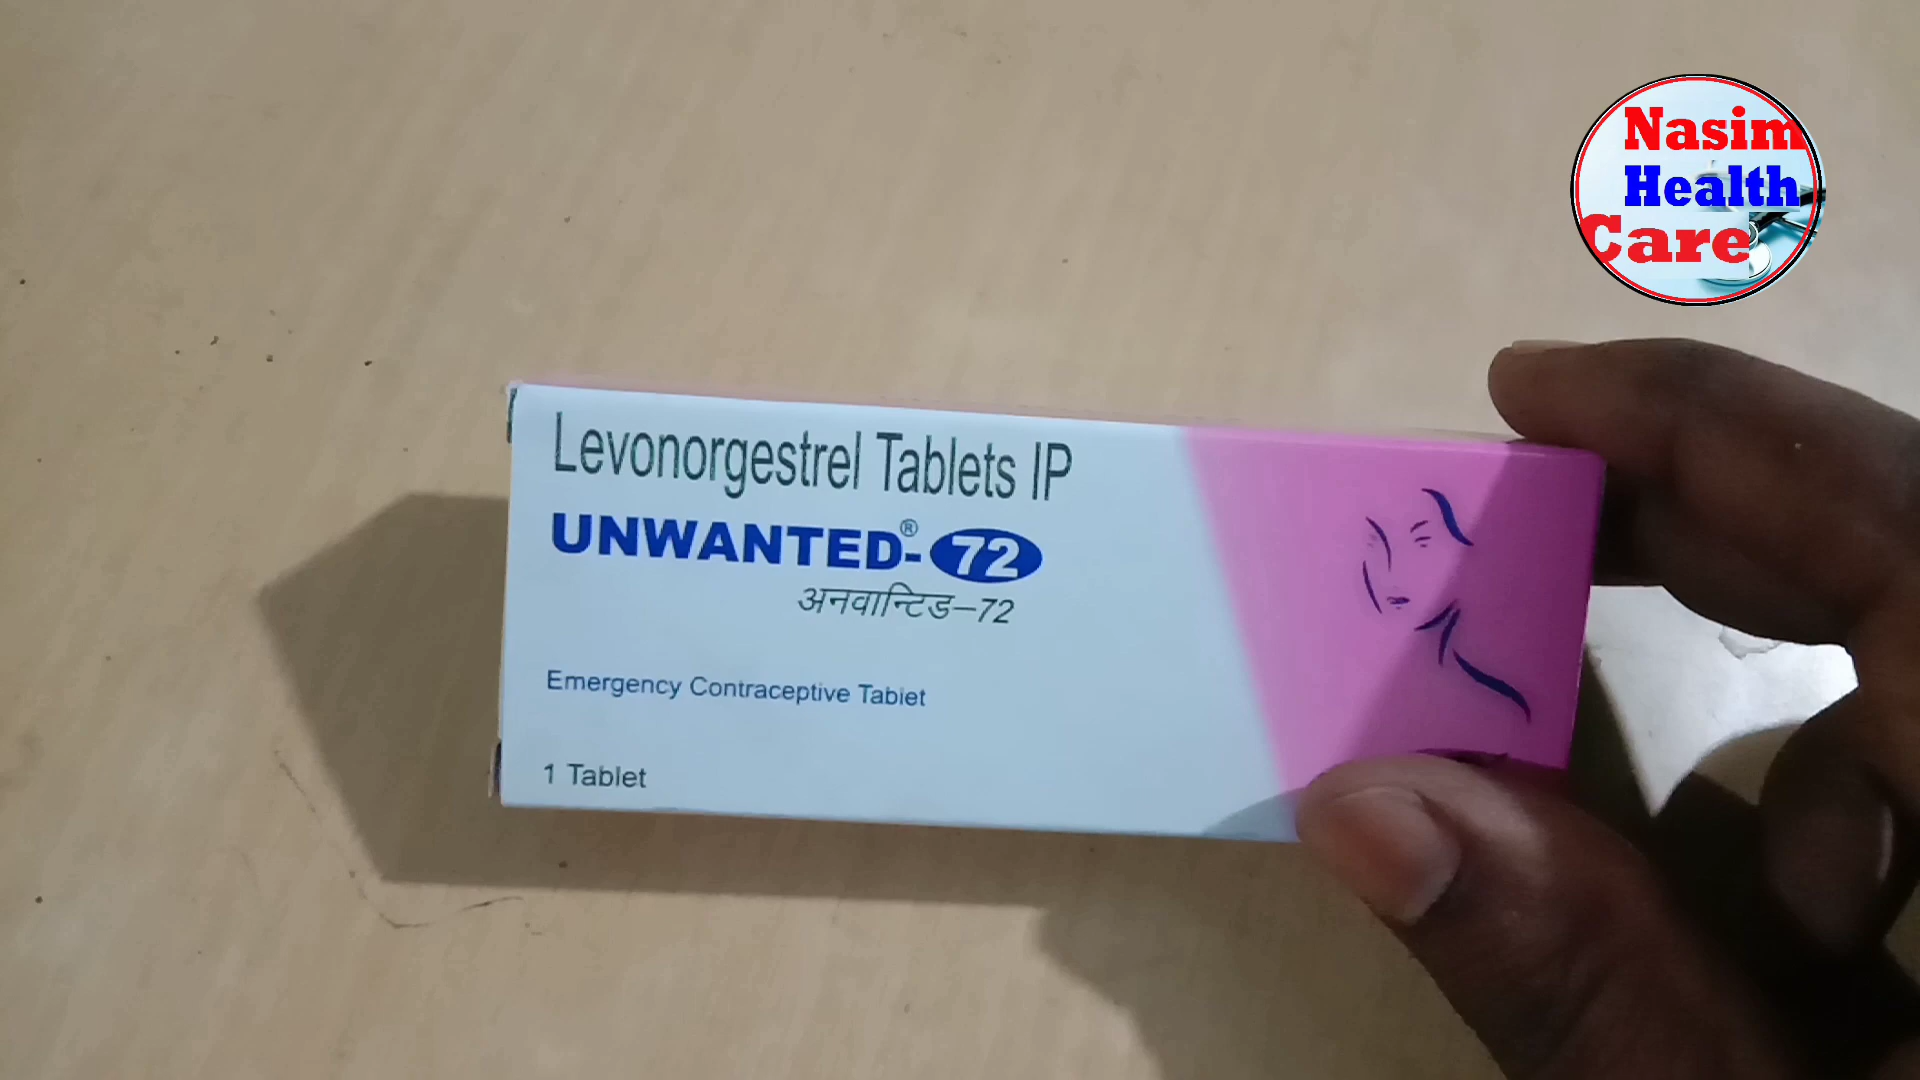 Nasim
Health
Care
Levonorgestrel Tablets IP
UNWANTED®-72
अनवान्टिड–72
Emergency Contraceptive Tablet
1 Tablet